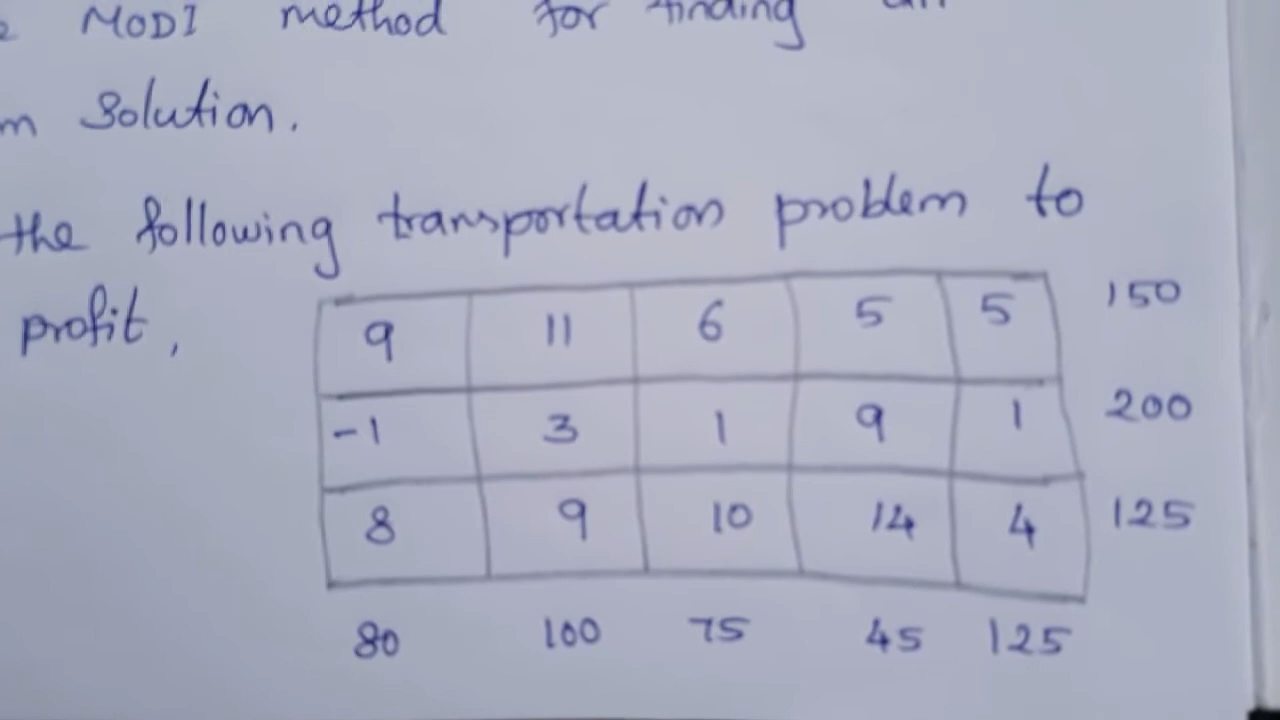 MODI method for finding
Solution.
the following transportation problem to
profit,
9 11 6 5 5 150
-1 3 1 9 1 200
8 9 10 14 4 125
80 100 75 45 125